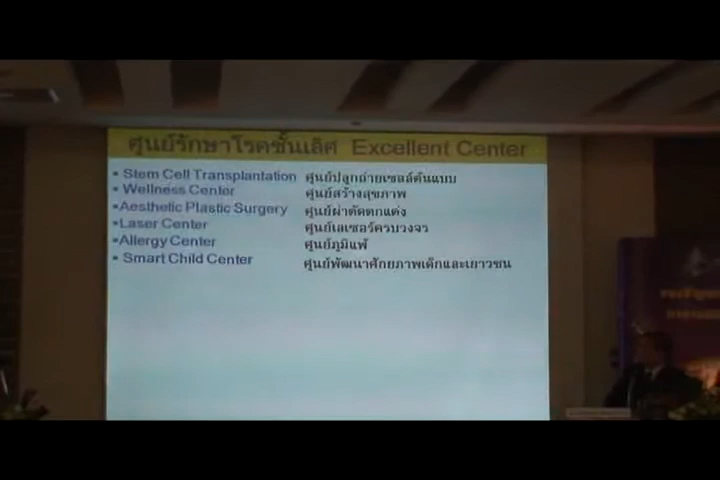 ศูนย์รักษาโรคชั้นเลิศ Excellent Center
• Stem Cell Transplantation ศูนย์ปลูกถ่ายเซลล์ต้นแบบ
• Wellness Center ศูนย์สร้างสุขภาพ
•Aesthetic Plastic Surgery ศูนย์ผ่าตัดตกแต่ง
•Laser Center ศูนย์เลเซอร์ครบวงจร
•Allergy Center ศูนย์ภูมิแพ้
• Smart Child Center ศูนย์พัฒนาศักยภาพเด็กและเยาวชน